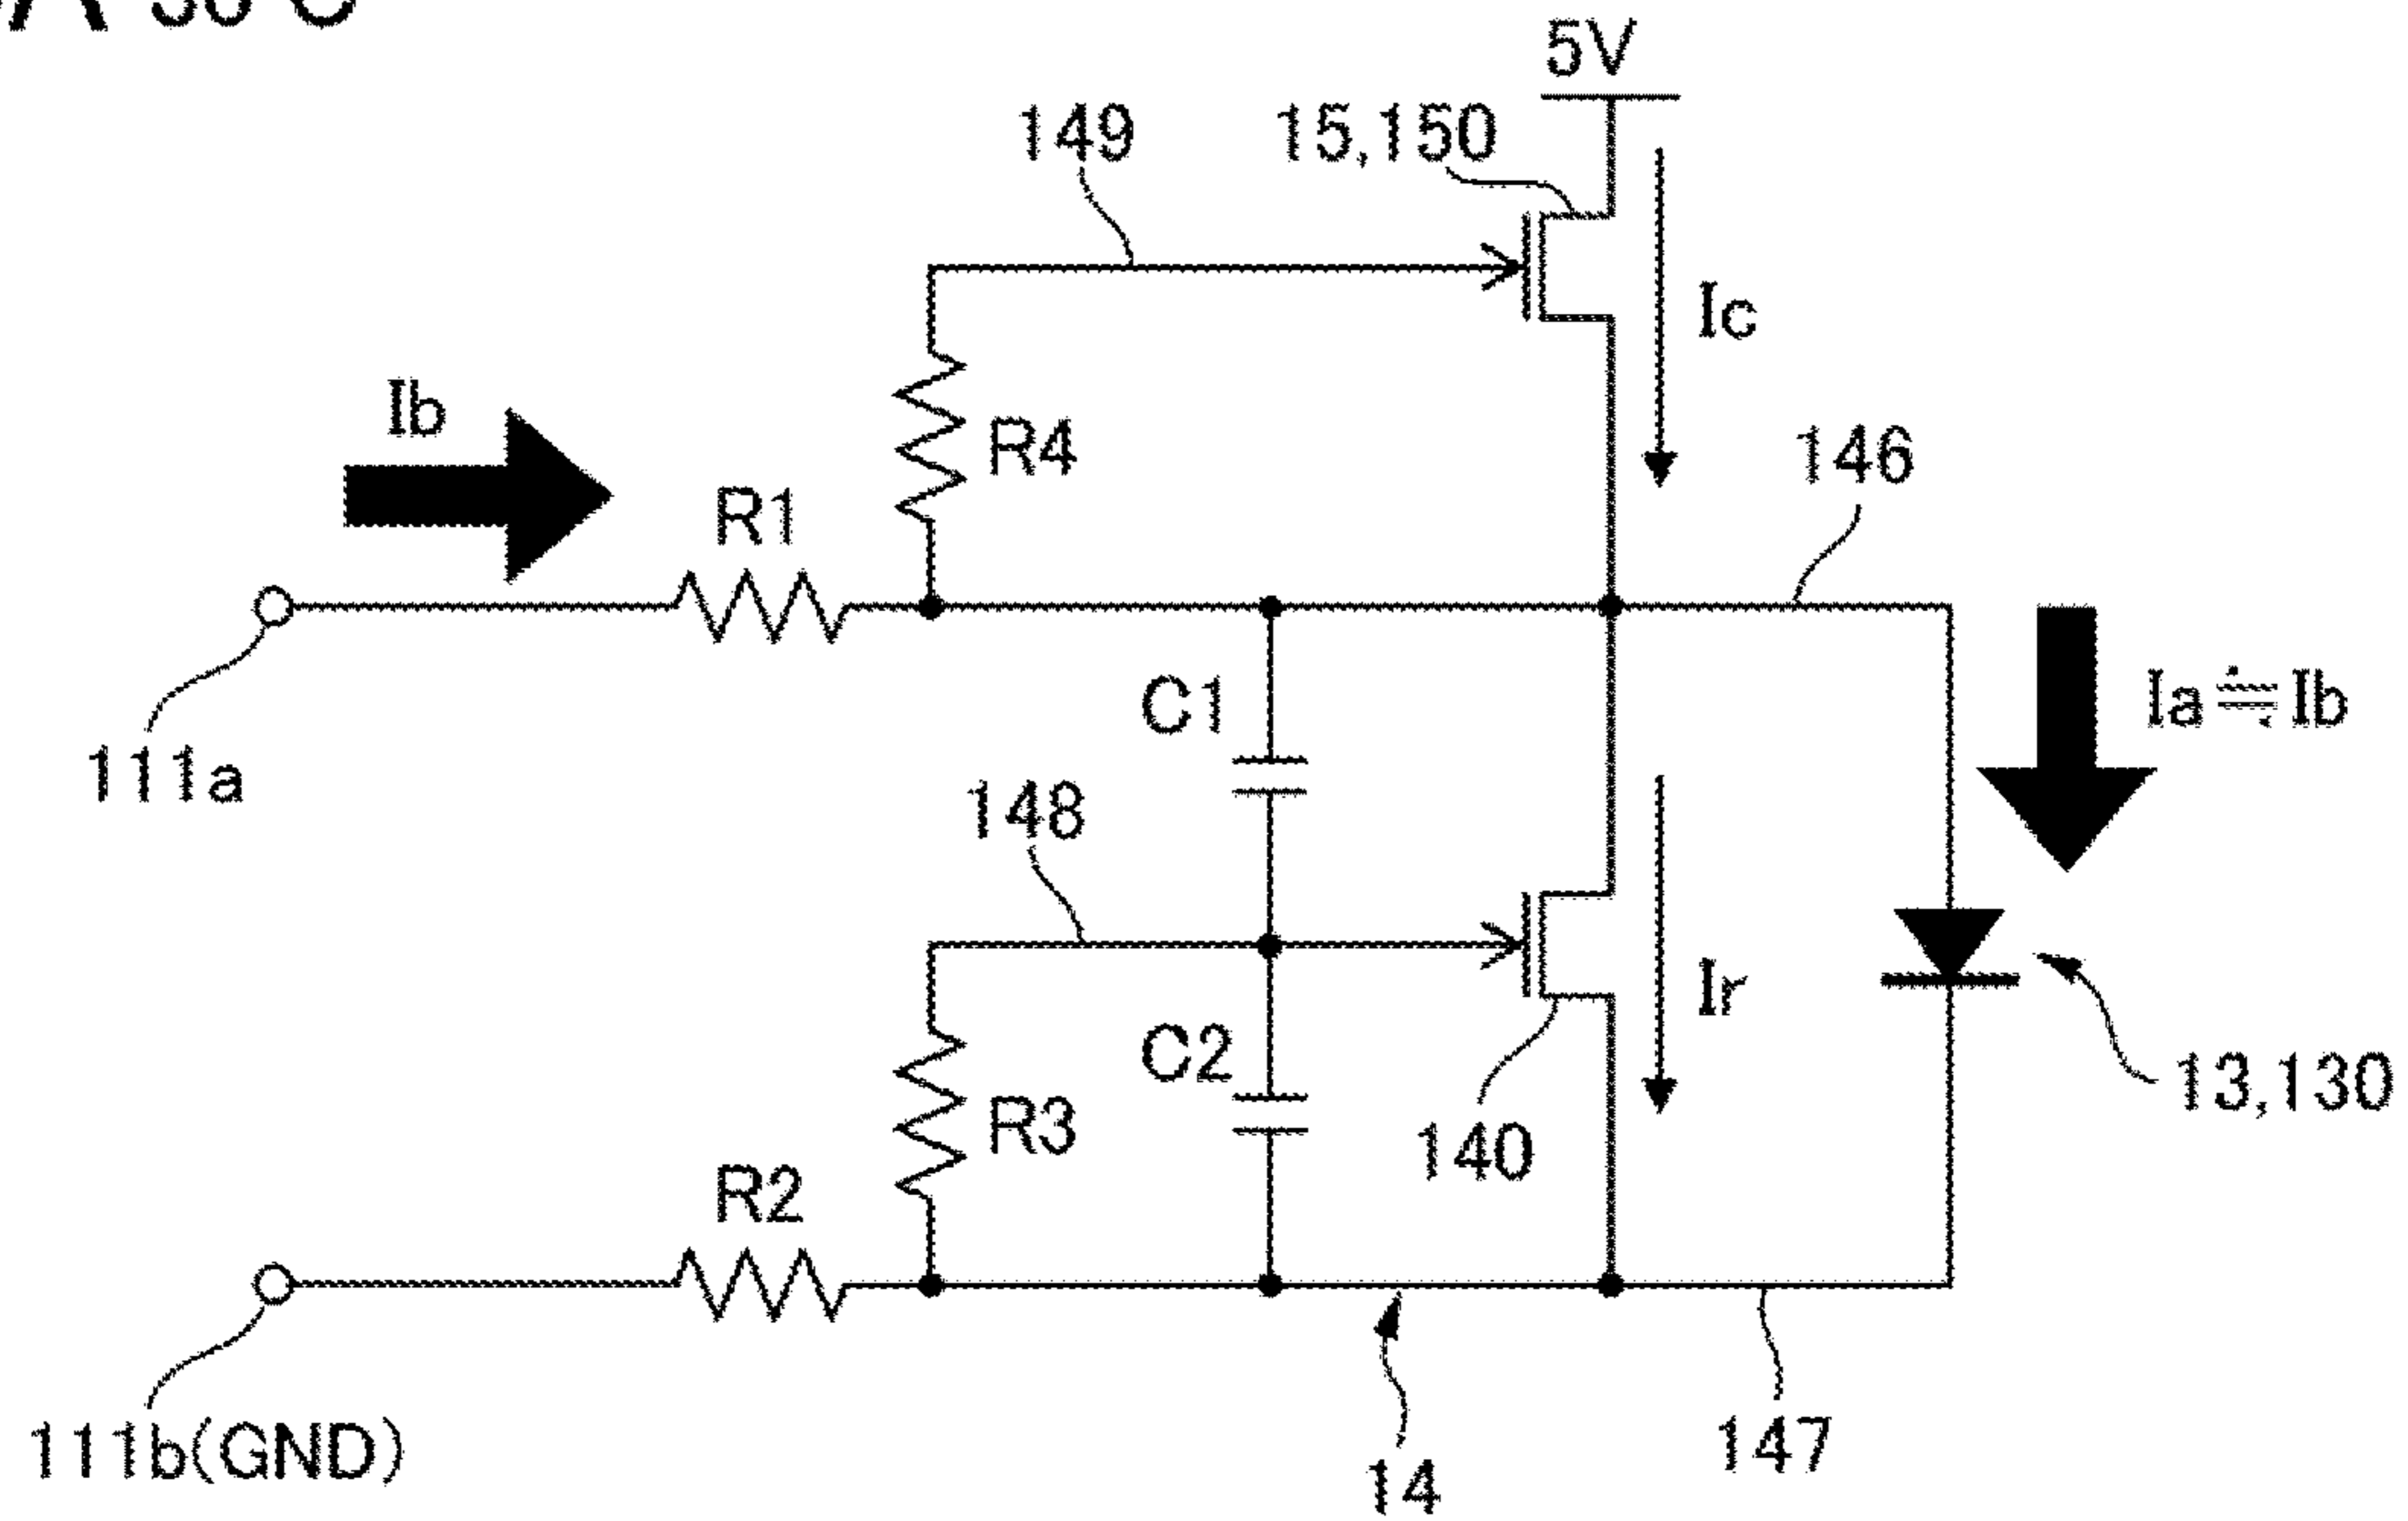 5V
149
15,150
Ic
Ib
R4
146
R1
C1
Ia≒Ib
111a
148
Ir
C2
13,130
R3
140
R2
111b(GND)
147
14